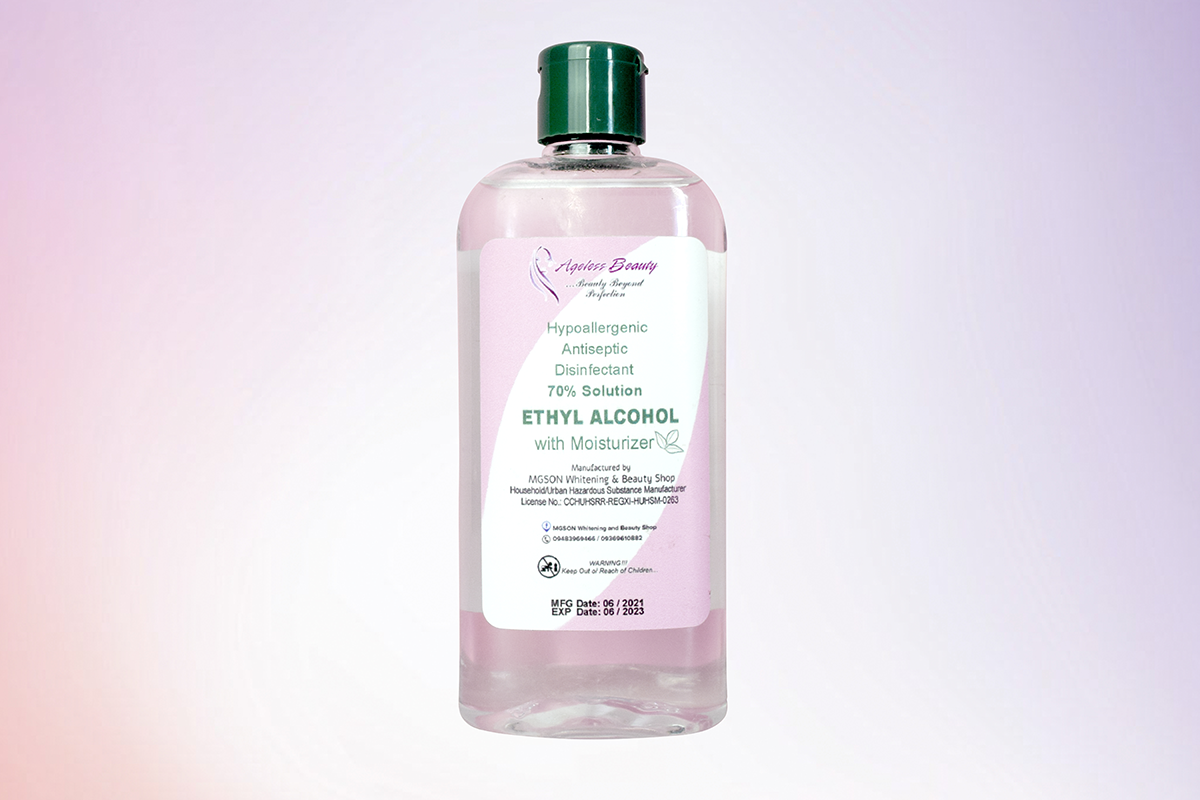 Ageless Beauty
...Beauty Beyond
Perfection
Hypoallergenic
Antiseptic
Disinfectant
70% Solution
ETHYL ALCOHOL
with Moisturizer
Manufactured by
MGSON Whitening & Beauty Shop
Household/Urban Hazardous Substance Manufacturer
License No.: CCHUHSRR-REGXI-HUHSM-0263
MGSON Whitening and Beauty Shop
09483969466 / 09389610882
WARNING!!!
Keep Out of Reach of Children...
MFG Date: 06 / 2021
EXP Date: 06 / 2023